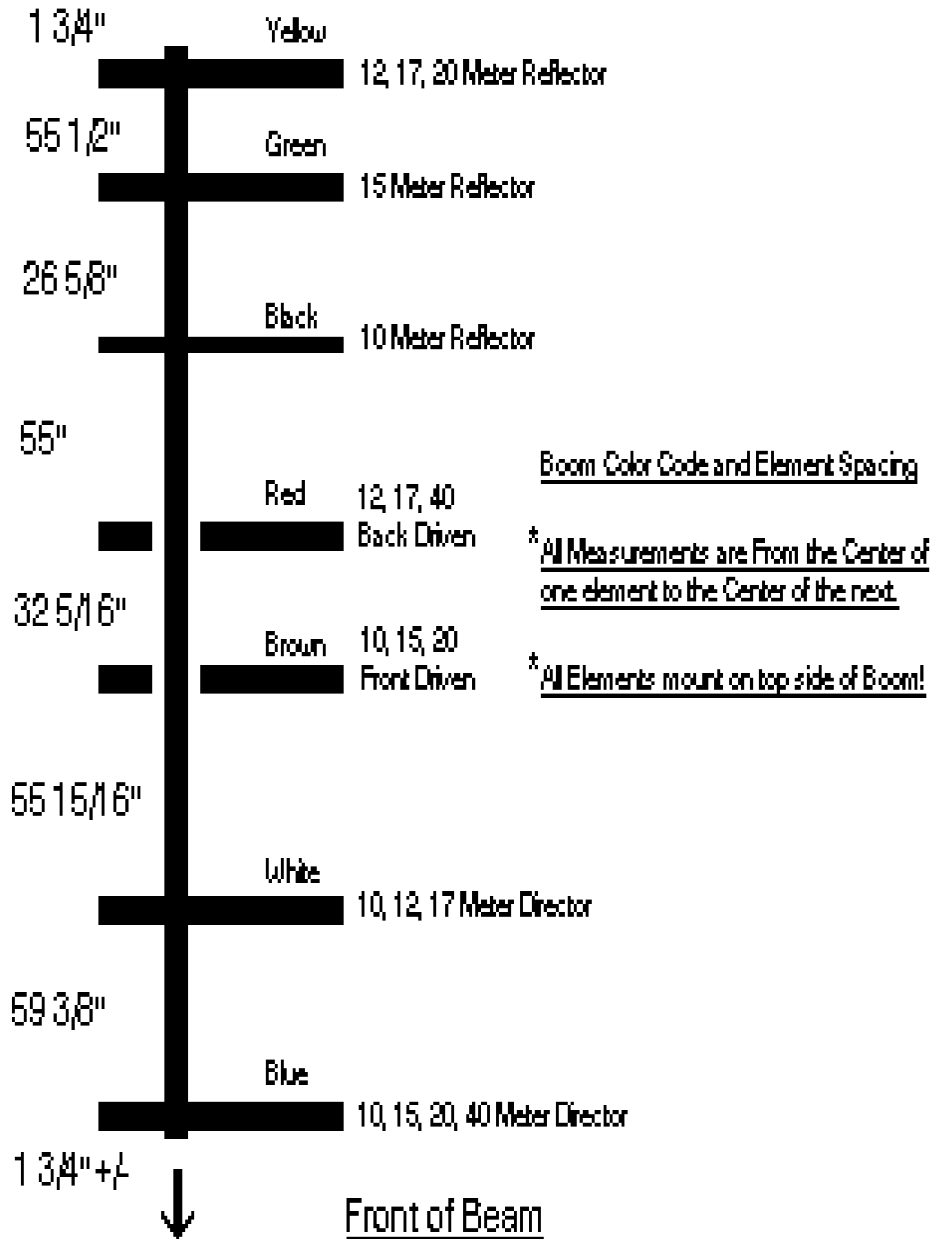 1 3/4"
Yellow
12, 17, 20 Meter Reflector
55 1/2"
Green
15 Meter Reflector
26 5/8"
Black
10 Meter Reflector
55"
Boom Color Code and Element Spacing
Red
12, 17, 40
Back Driven
*All Measurements are From the Center of
one element to the Center of the next.
32 5/16"
Brown
10, 15, 20
Front Driven
*All Elements mount on top side of Boom!
55 15/16"
White
10, 12, 17 Meter Director
59 3/8"
Blue
10, 15, 20, 40 Meter Director
1 3/4" +/-
Front of Beam